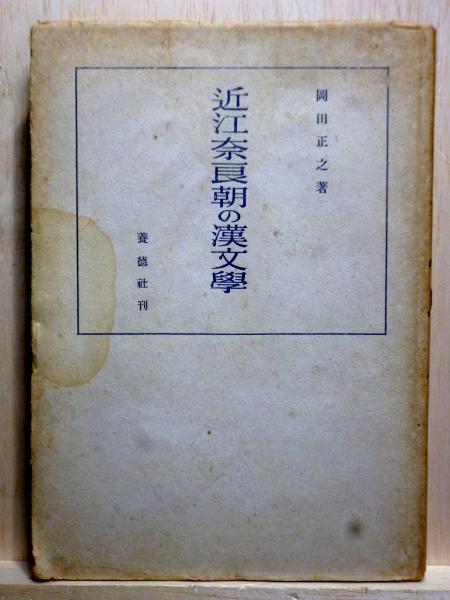 岡田正之著
近江奈良朝の漢文學
養德社刊